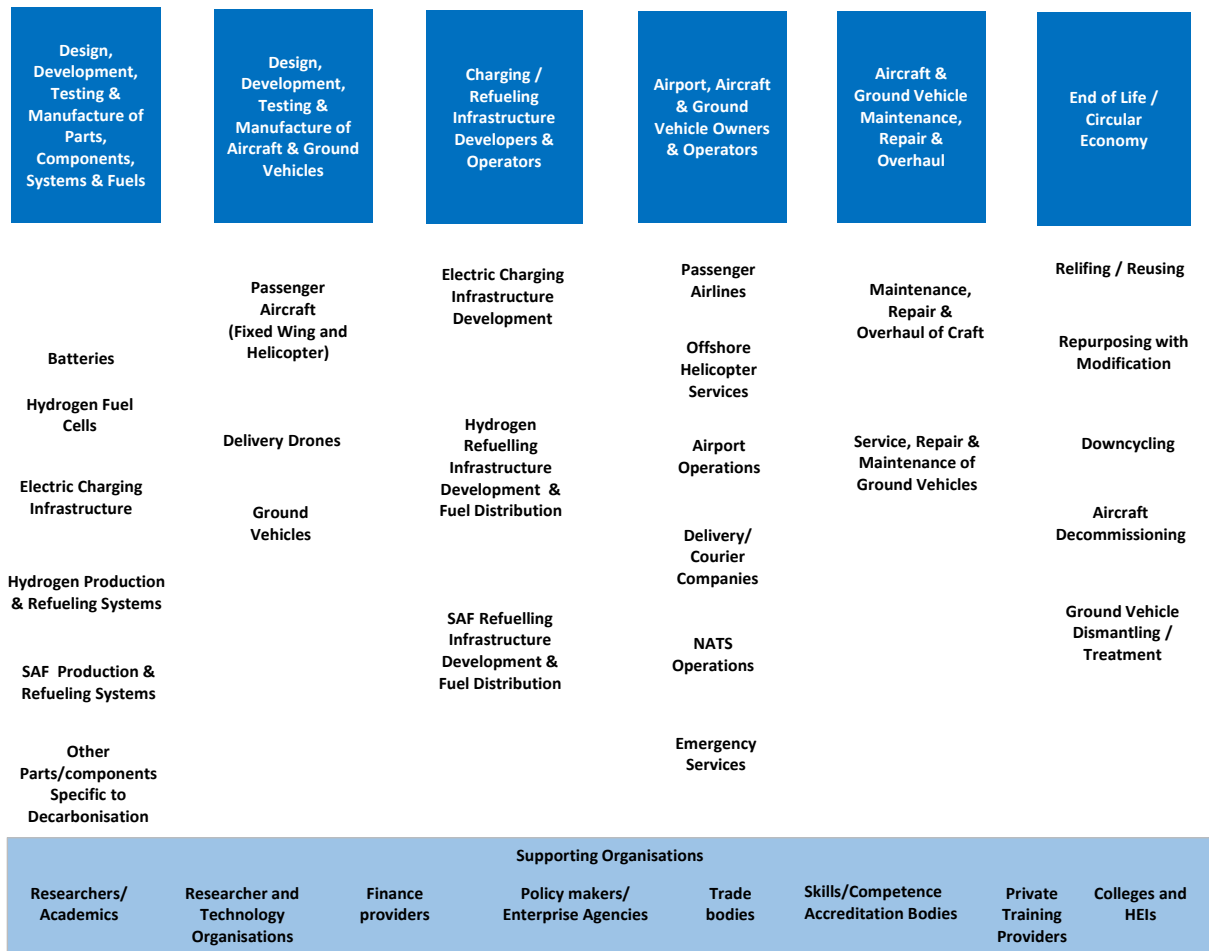 Design,
Development,
Testing &
Manufacture of
Parts,
Components,
Systems & Fuels
Design,
Development,
Testing &
Manufacture of
Aircraft & Ground
Vehicles
Charging /
Refueling
Infrastructure
Developers &
Operators
Airport, Aircraft
& Ground
Vehicle Owners
& Operators
Aircraft &
Ground Vehicle
Maintenance,
Repair &
Overhaul
End of Life /
Circular
Economy
Batteries
Hydrogen Fuel
Cells
Electric Charging
Infrastructure
Hydrogen Production
& Refueling Systems
SAF Production &
Refueling Systems
Other
Parts/components
Specific to
Decarbonisation
Passenger
Aircraft
(Fixed Wing and
Helicopter)
Delivery Drones
Ground
Vehicles
Electric Charging
Infrastructure
Development
Hydrogen
Refuelling
Infrastructure
Development &
Fuel Distribution
SAF Refuelling
Infrastructure
Development &
Fuel Distribution
Passenger
Airlines
Offshore
Helicopter
Services
Airport
Operations
Delivery/
Courier
Companies
NATS
Operations
Emergency
Services
Maintenance,
Repair &
Overhaul of Craft
Service, Repair &
Maintenance of
Ground Vehicles
Relifing / Reusing
Repurposing with
Modification
Downcycling
Aircraft
Decommissioning
Ground Vehicle
Dismantling /
Treatment
Supporting Organisations
Researchers/
Academics
Researcher and
Technology
Organisations
Finance
providers
Policy makers/
Enterprise Agencies
Trade
bodies
Skills/Competence
Accreditation Bodies
Private
Training
Providers
Colleges and
HEIs